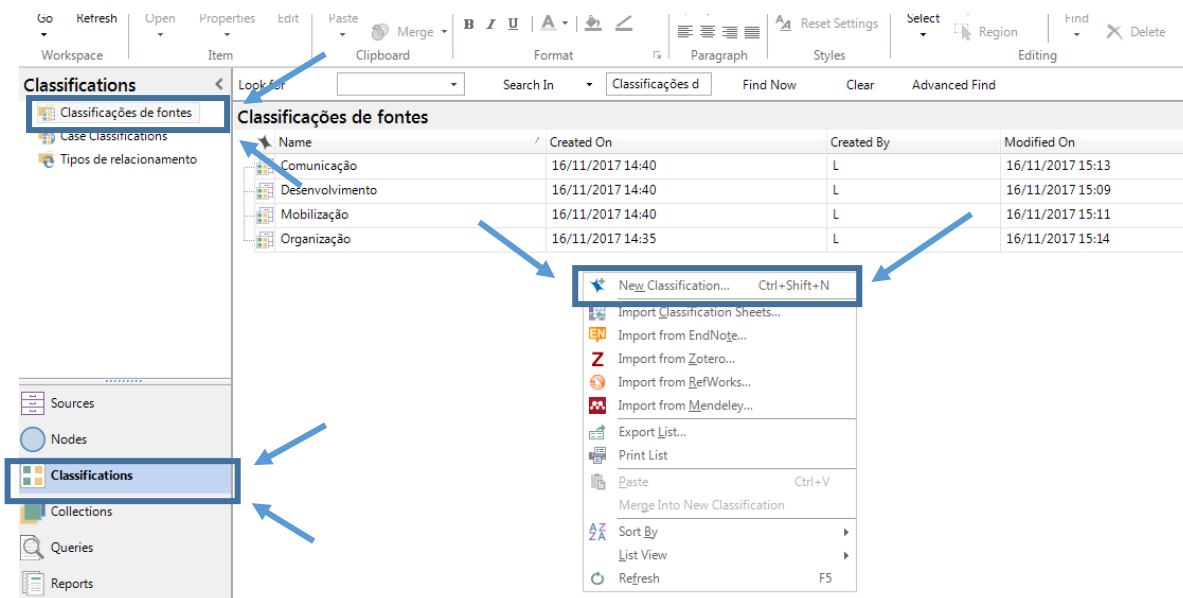 Go Refresh Open Properties Edit Paste Merge B I U A Reset Settings Select Region Find Delete
Workspace Item Clipboard Format Paragraph Styles Editing
Classifications
Look for Search In Classificações d Find Now Clear Advanced Find
Classificações de fontes
Case Classifications
Tipos de relacionamento
Classificações de fontes
Name Created On Created By Modified On
Comunicação 16/11/2017 14:40 L 16/11/2017 15:13
Desenvolvimento 16/11/2017 14:40 L 16/11/2017 15:09
Mobilização 16/11/2017 14:40 L 16/11/2017 15:11
Organização 16/11/2017 14:35 L 16/11/2017 15:14
New Classification... Ctrl+Shift+N
Import Classification Sheets...
EN Import from EndNote...
Z Import from Zotero...
Import from RefWorks...
Import from Mendeley...
Export List...
Print List
Paste Ctrl+V
Merge Into New Classification
Sort By
List View
Refresh F5
Sources
Nodes
Classifications
Collections
Queries
Reports